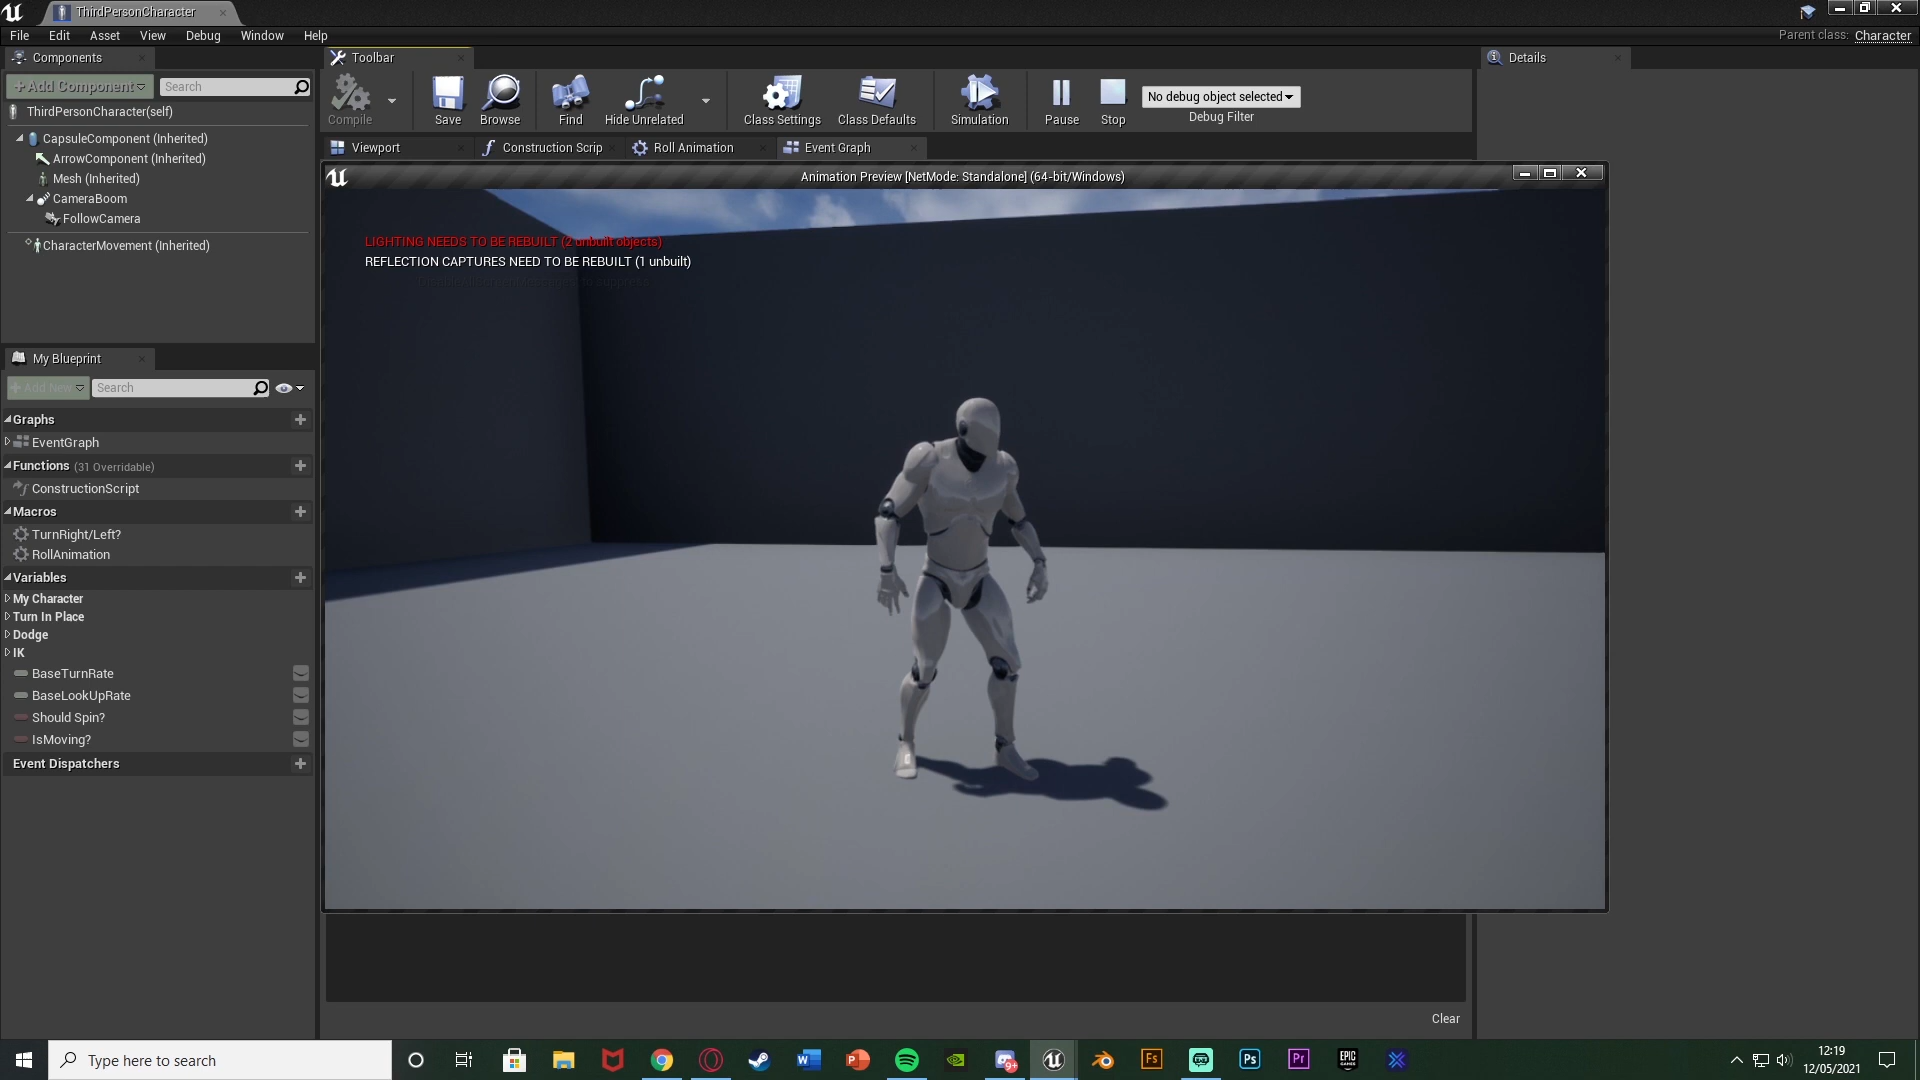 ThirdPersonCharacter
File Edit Asset View Debug Window Help
Parent class: Character
Components
Toolbar
Details
+Add Component
Search
Compile
Save
Browse
Find
Hide Unrelated
Class Settings
Class Defaults
Simulation
Pause
Stop
No debug object selected
Debug Filter
ThirdPersonCharacter(self)
CapsuleComponent (Inherited)
ArrowComponent (Inherited)
Mesh (Inherited)
CameraBoom
FollowCamera
CharacterMovement (Inherited)
Viewport
Construction Scrip
Roll Animation
Event Graph
Animation Preview [NetMode: Standalone] (64-bit/Windows)
LIGHTING NEEDS TO BE REBUILT (2 unbuilt objects)
REFLECTION CAPTURES NEED TO BE REBUILT (1 unbuilt)
My Blueprint
+Add New
Search
Graphs
EventGraph
Functions (31 Overridable)
ConstructionScript
Macros
TurnRight/Left?
RollAnimation
Variables
My Character
Turn In Place
Dodge
IK
BaseTurnRate
BaseLookUpRate
Should Spin?
IsMoving?
Event Dispatchers
Clear
Type here to search
12:19
12/05/2021